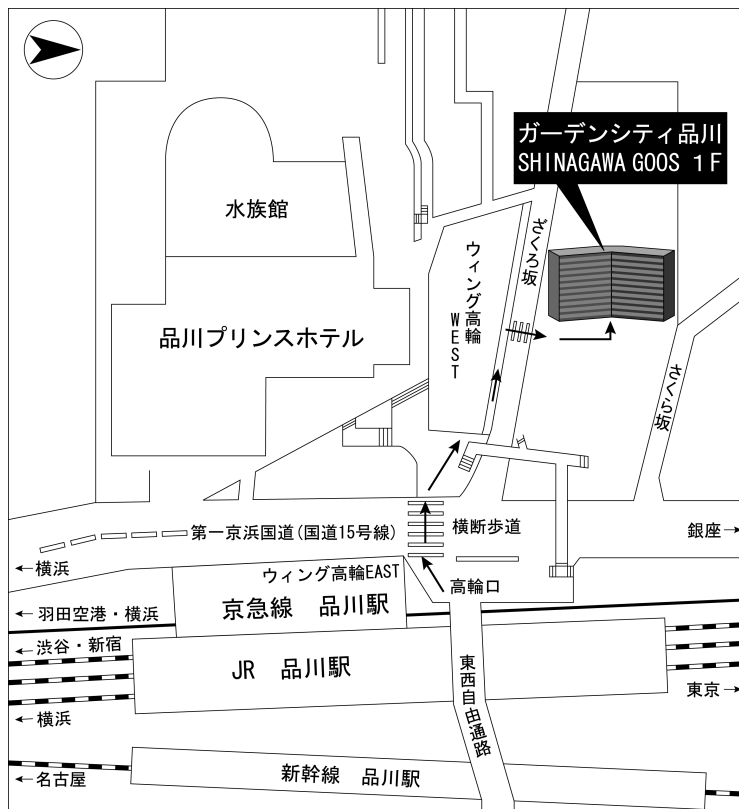 ガーデンシティ品川
SHINAGAWA GOOS 1F
水族館
ざくろ坂
ウィング高輪
WEST
品川プリンスホテル
さくら坂
第一京浜国道(国道15号線)
横断歩道
銀座→
←横浜
ウィング高輪EAST
高輪口
←羽田空港・横浜
京急線 品川駅
←渋谷・新宿
JR 品川駅
東西自由通路
東京→
←横浜
←名古屋
新幹線 品川駅